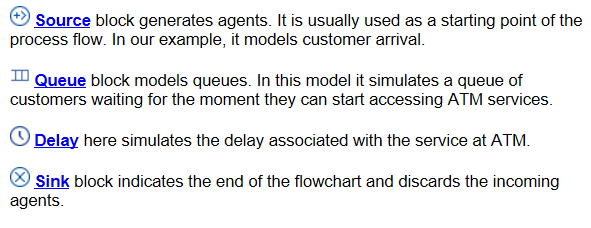 Source block generates agents. It is usually used as a starting point of the
process flow. In our example, it models customer arrival.
Queue block models queues. In this model it simulates a queue of
customers waiting for the moment they can start accessing ATM services.
Delay here simulates the delay associated with the service at ATM.
Sink block indicates the end of the flowchart and discards the incoming
agents.